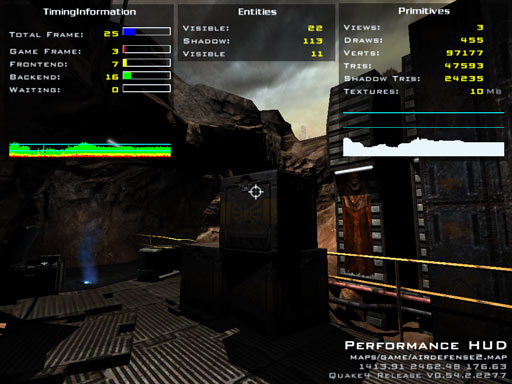 TimingInformation
Total Frame: 25
Game Frame: 3
Frontend: 7
Backend: 16
Waiting: 0
Entities
Visible: 22
Shadow: 113
Visible 11
Primitives
Views: 3
Draws: 455
Verts: 97177
Tris: 47593
Shadow Tris: 24235
Textures: 10 MB
Performance HUD
maps/game/airdefense2.map
1413.91 2462.48 176.63
Quake4 Release V0.94.2.2277